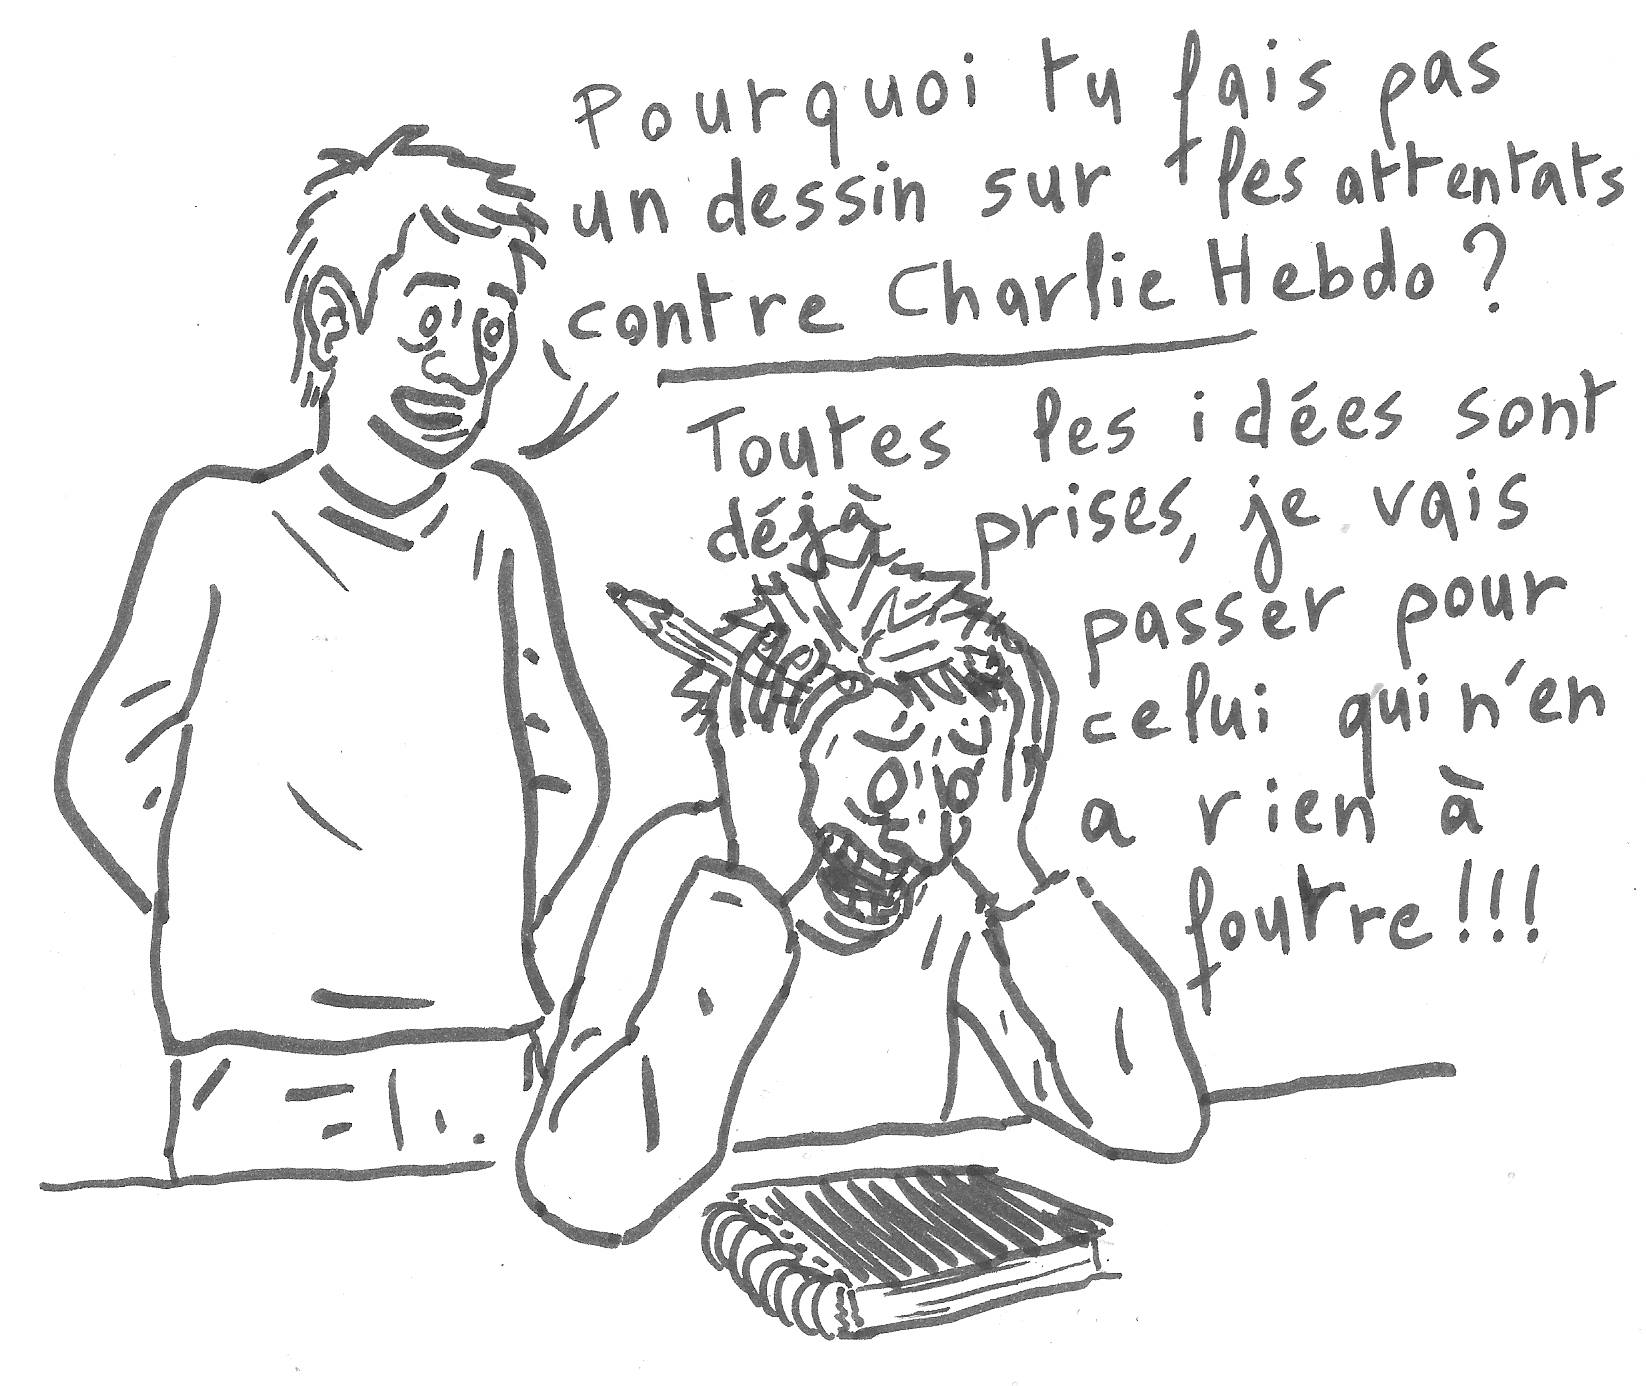 Pourquoi tu fais pas
un dessin sur les attentats
contre Charlie Hebdo ?
Toutes les idées sont
déjà prises, je vais
passer pour
celui qui n'en
a rien à
foutre !!!